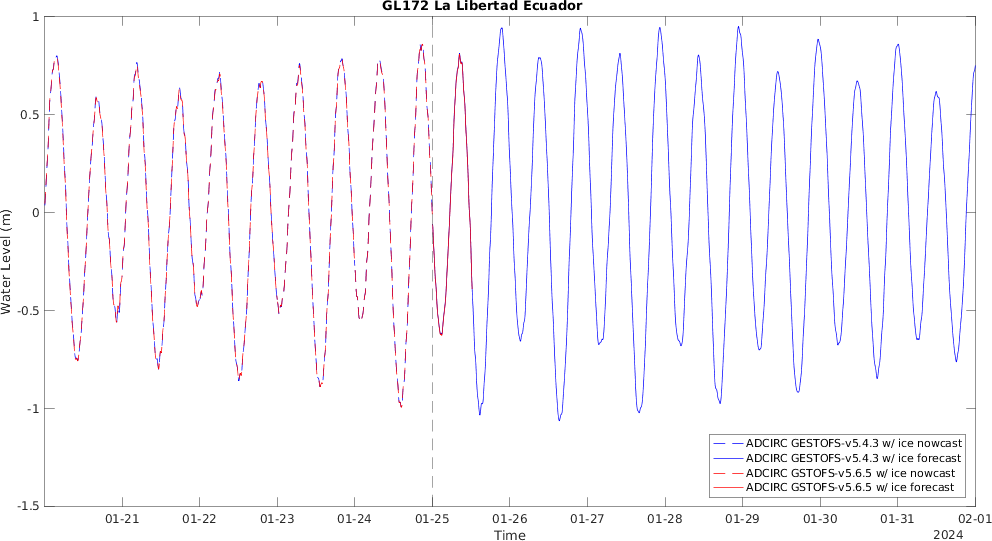 GL172 La Libertad Ecuador
1
0.5
0
-0.5
-1
-1.5
Water Level (m)
01-21 01-22 01-23 01-24 01-25 01-26 01-27 01-28 01-29 01-30 01-31 02-01
Time
2024
ADCIRC GESTOFS-v5.4.3 w/ ice nowcast
ADCIRC GESTOFS-v5.4.3 w/ ice forecast
ADCIRC GSTOFS-v5.6.5 w/ ice nowcast
ADCIRC GSTOFS-v5.6.5 w/ ice forecast